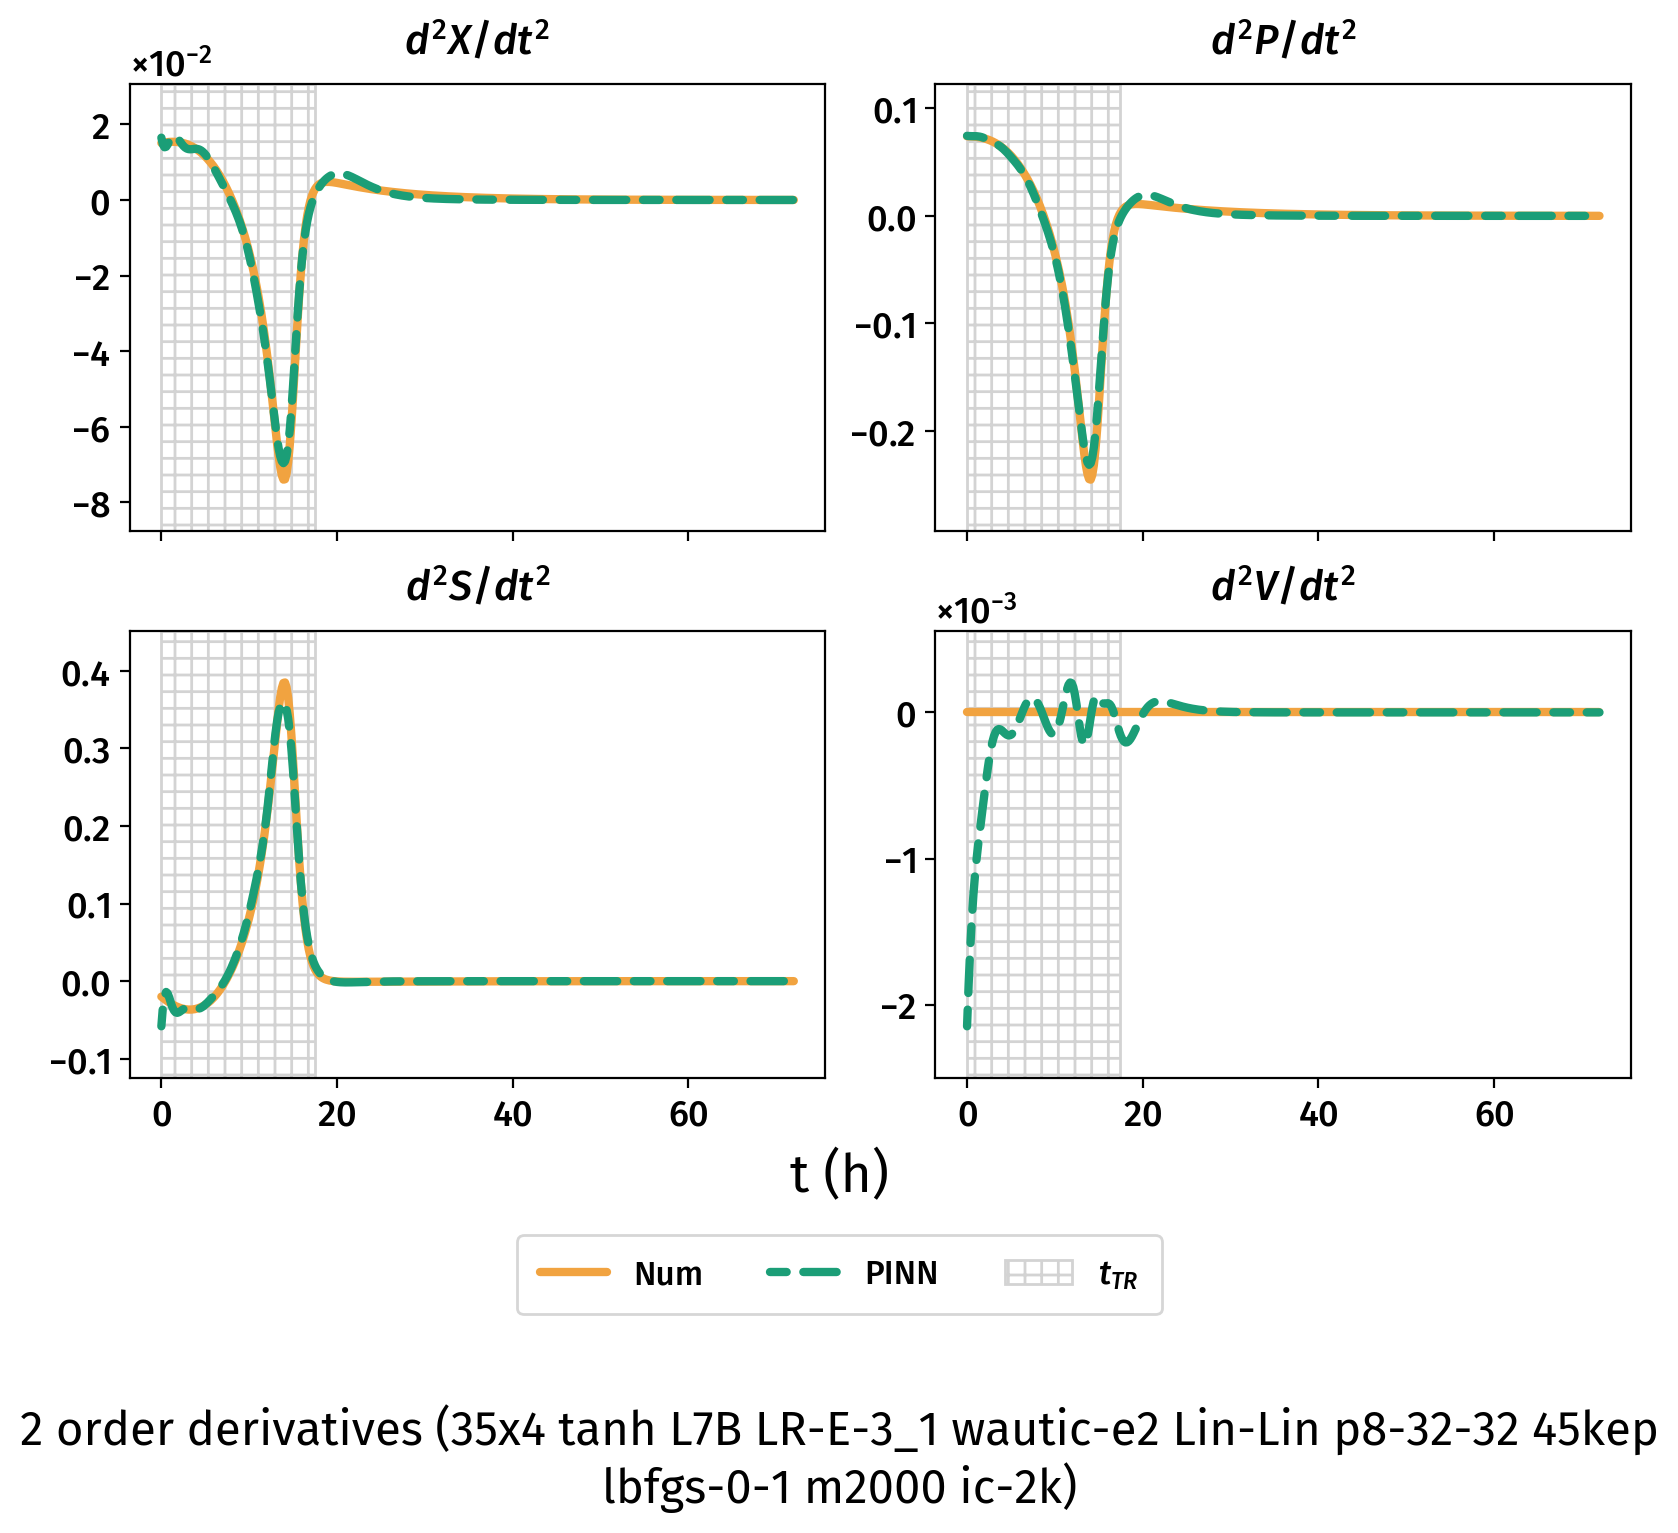 d²X/dt²
d²P/dt²
×10⁻²
2
0
−2
−4
−6
−8
0.1
0.0
−0.1
−0.2
d²S/dt²
d²V/dt²
0.4
0.3
0.2
0.1
0.0
−0.1
×10⁻³
0
−1
−2
0 20 40 60
0 20 40 60
t (h)
Num PINN t_TR
2 order derivatives (35x4 tanh L7B LR-E-3_1 wautic-e2 Lin-Lin p8-32-32 45kep
lbfgs-0-1 m2000 ic-2k)